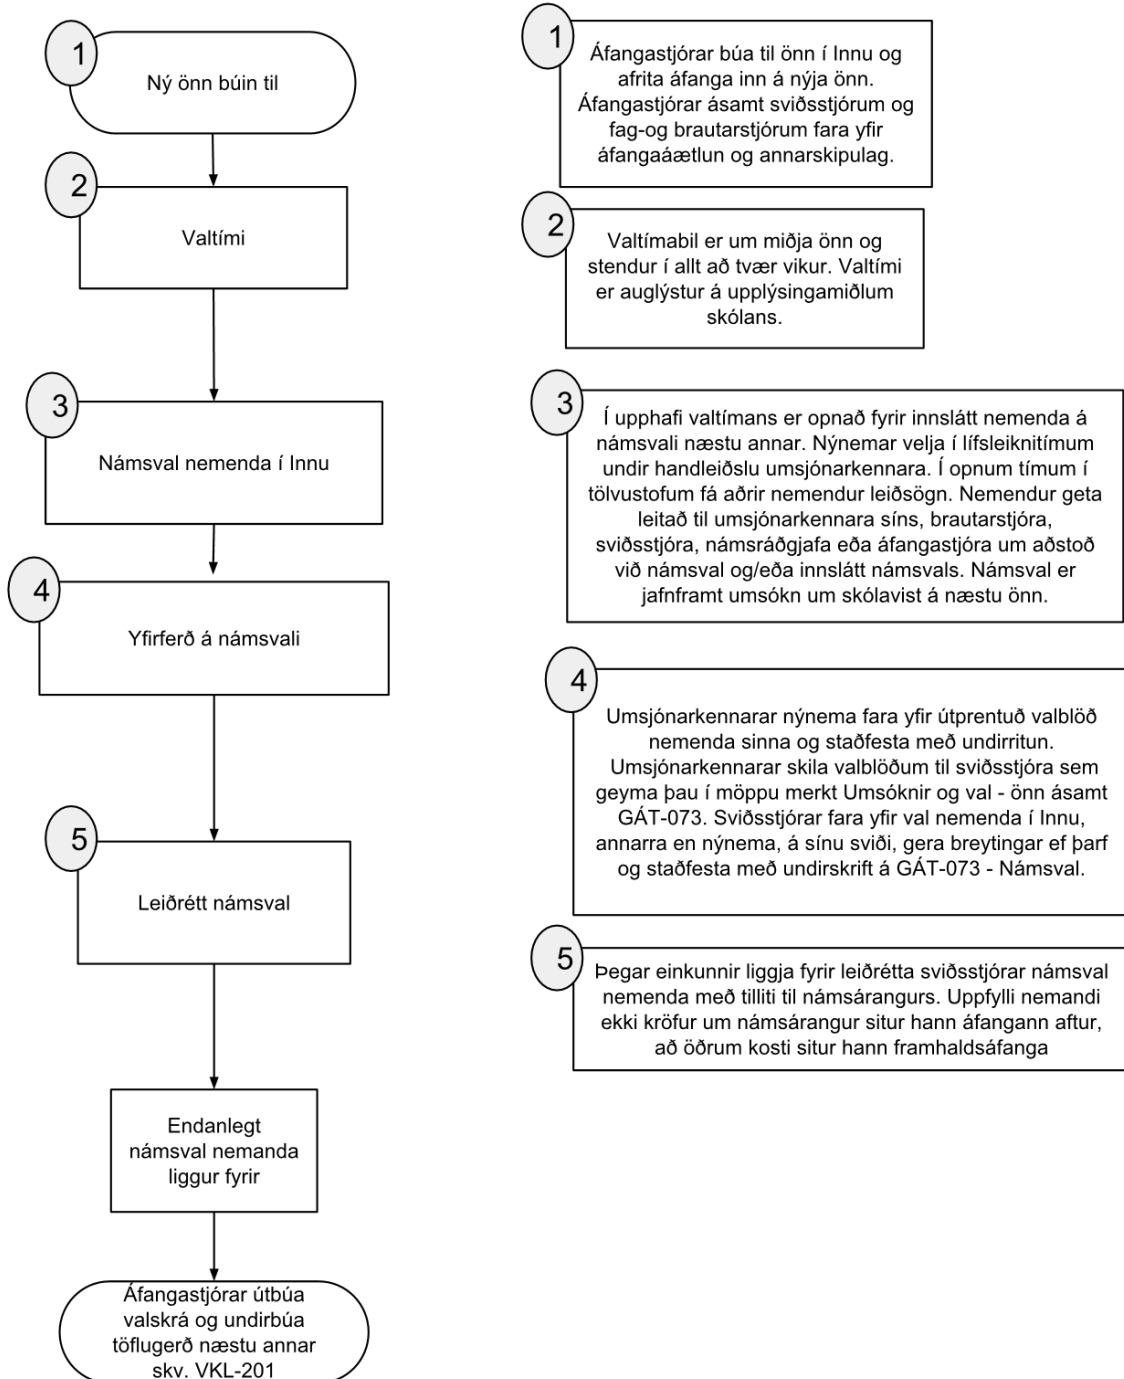 1
Ný önn búin til
2
Valtími
3
Námsval nemenda í Innu
4
Yfirferð á námsvali
5
Leiðrétt námsval
Endanlegt
námsval nemanda
liggur fyrir
Áfangastjórar útbúa
valskrá og undirbúa
töflugerð næstu annar
skv. VKL-201
1
Áfangastjórar búa til önn í Innu og
afrita áfanga inn á nýja önn.
Áfangastjórar ásamt sviðsstjórum og
fag-og brautarstjórum fara yfir
áfangaáætlun og annarskipulag.
2
Valtímabil er um miðja önn og
stendur í allt að tvær vikur. Valtími
er auglýstur á upplýsingamiðlum
skólans.
3
Í upphafi valtímans er opnað fyrir innslátt nemenda á
námsvali næstu annar. Nýnemar velja í lífsleiknitímum
undir handleiðslu umsjónarkennara. Í opnum tímum í
tölvustofum fá aðrir nemendur leiðsögn. Nemendur geta
leitað til umsjónarkennara síns, brautarstjóra,
sviðsstjóra, námsráðgjafa eða áfangastjóra um aðstoð
við námsval og/eða innslátt námsvals. Námsval er
jafnframt umsókn um skólavist á næstu önn.
4
Umsjónarkennarar nýnema fara yfir útprentuð valblöð
nemenda sinna og staðfesta með undirritun.
Umsjónarkennarar skila valblöðum til sviðsstjóra sem
geyma þau í möppu merkt Umsóknir og val - önn ásamt
GÁT-073. Sviðsstjórar fara yfir val nemenda í Innu,
annarra en nýnema, á sínu sviði, gera breytingar ef þarf
og staðfesta með undirskrift á GÁT-073 - Námsval.
5
Þegar einkunnir liggja fyrir leiðrétta sviðsstjórar námsval
nemenda með tilliti til námsárangurs. Uppfylli nemandi
ekki kröfur um námsárangur situr hann áfangann aftur,
að öðrum kosti situr hann framhaldsáfanga